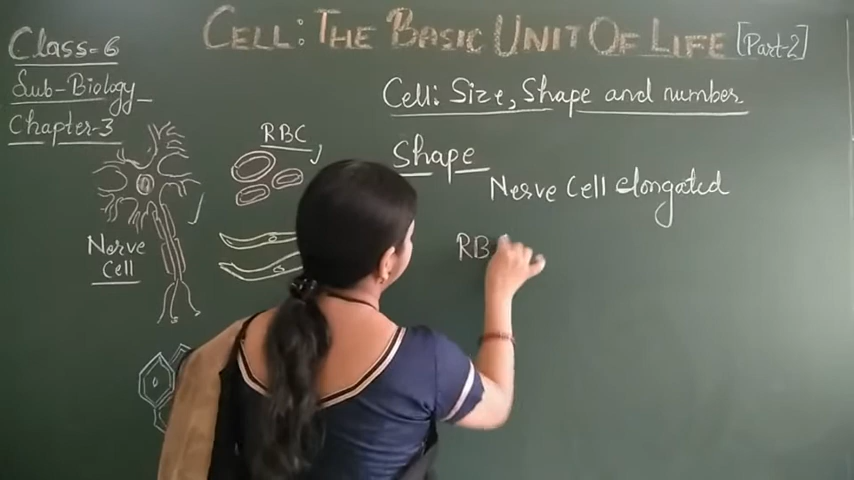 CELL: THE BASIC UNIT OF LIFE [Part-2]
Class-6
Sub-Biology
Chapter-3
Cell: Size, Shape and number
RBC
Shape
Nerve Cell elongated
Nerve
Cell
RB